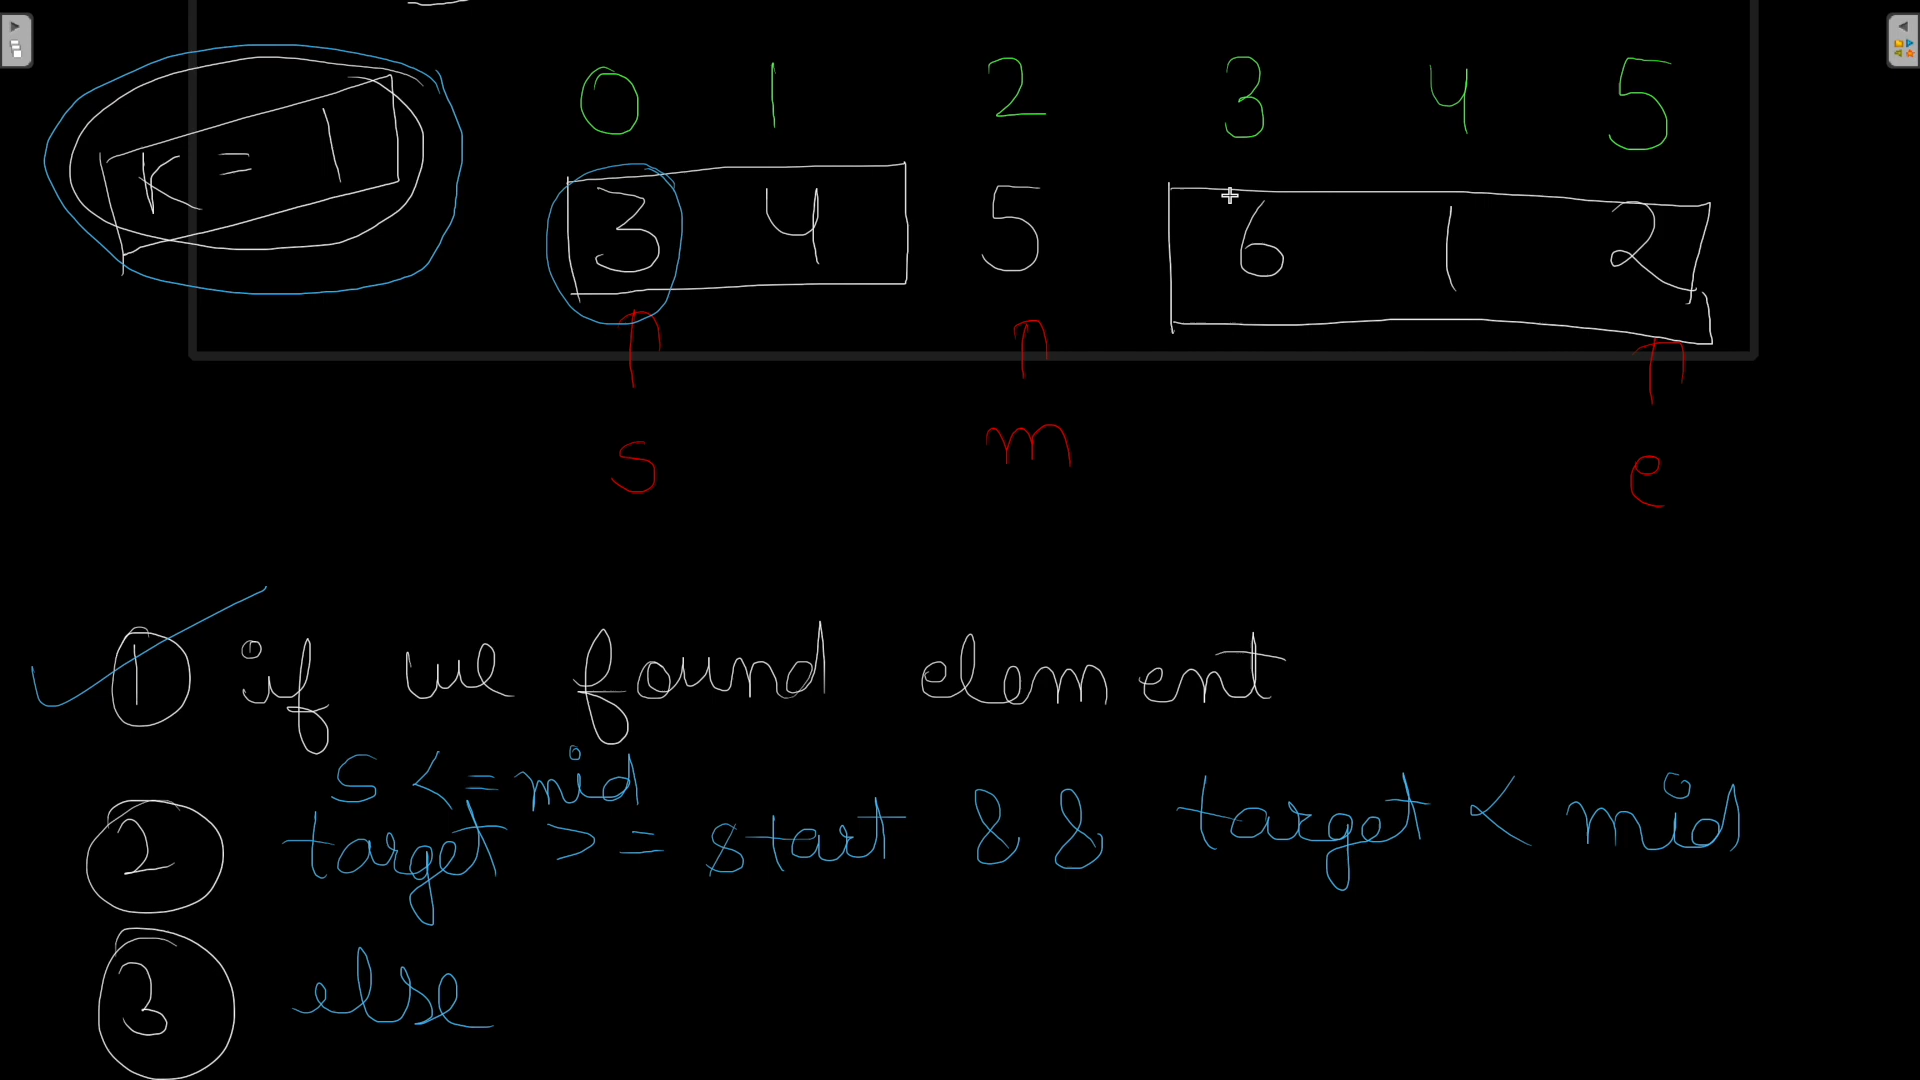 0 1 2 3 4 5
K = 1
3 4 5 6 1 2
s m e
1 if we found element
s <= mid
2 target >= start && target < mid
3 else